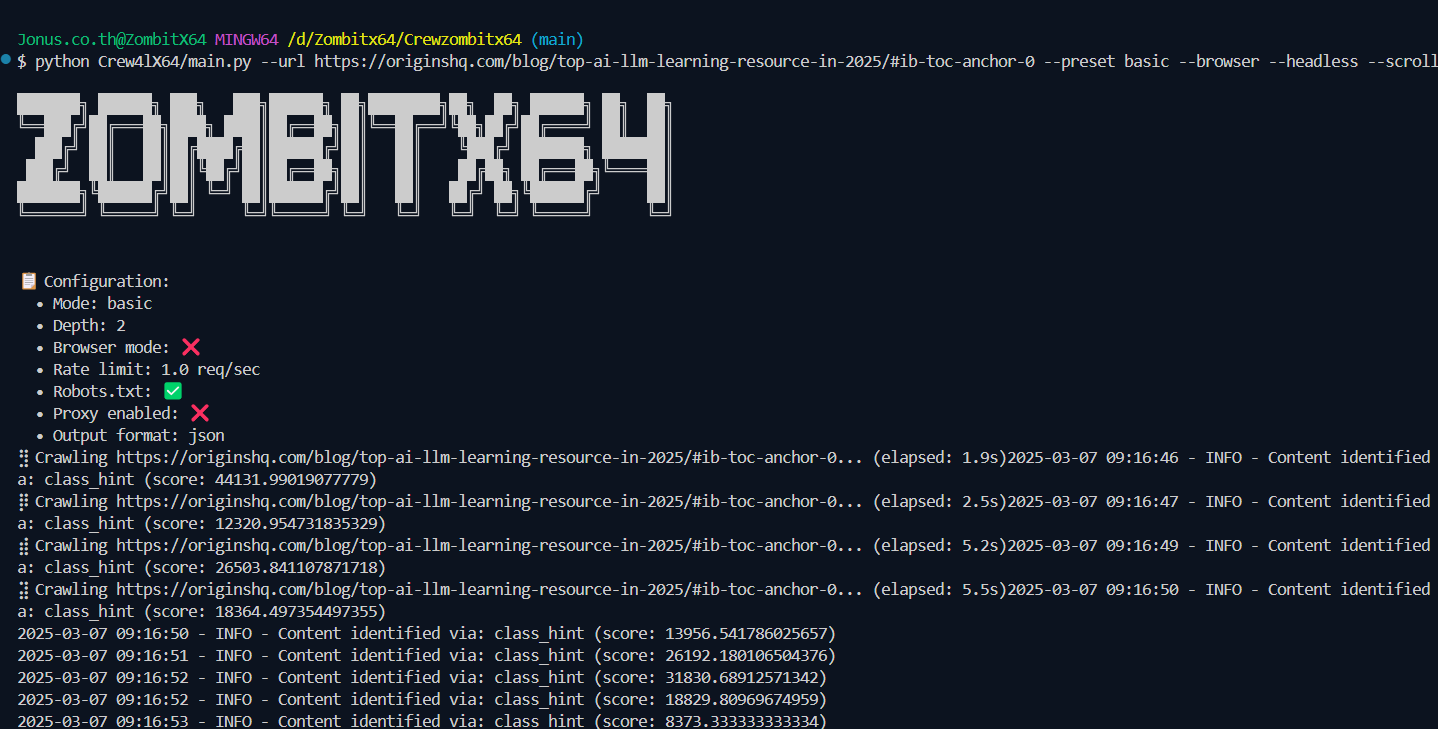 Jonus.co.th@ZombitX64 MINGW64 /d/Zombitx64/Crewzombitx64 (main)
$ python Crew4lX64/main.py --url https://originshq.com/blog/top-ai-llm-learning-resource-in-2025/#ib-toc-anchor-0 --preset basic --browser --headless --scroll
ZOMBITX64
📋 Configuration:
• Mode: basic
• Depth: 2
• Browser mode: ❌
• Rate limit: 1.0 req/sec
• Robots.txt: ✅
• Proxy enabled: ❌
• Output format: json
⣻ Crawling https://originshq.com/blog/top-ai-llm-learning-resource-in-2025/#ib-toc-anchor-0... (elapsed: 1.9s)2025-03-07 09:16:46 - INFO - Content identified
a: class_hint (score: 44131.99019077779)
⡿ Crawling https://originshq.com/blog/top-ai-llm-learning-resource-in-2025/#ib-toc-anchor-0... (elapsed: 2.5s)2025-03-07 09:16:47 - INFO - Content identified
a: class_hint (score: 12320.954731835329)
⣾ Crawling https://originshq.com/blog/top-ai-llm-learning-resource-in-2025/#ib-toc-anchor-0... (elapsed: 5.2s)2025-03-07 09:16:49 - INFO - Content identified
a: class_hint (score: 26503.841107871718)
⣽ Crawling https://originshq.com/blog/top-ai-llm-learning-resource-in-2025/#ib-toc-anchor-0... (elapsed: 5.5s)2025-03-07 09:16:50 - INFO - Content identified
a: class_hint (score: 18364.497354497355)
2025-03-07 09:16:50 - INFO - Content identified via: class_hint (score: 13956.541786025657)
2025-03-07 09:16:51 - INFO - Content identified via: class_hint (score: 26192.180106504376)
2025-03-07 09:16:52 - INFO - Content identified via: class_hint (score: 31830.68912571342)
2025-03-07 09:16:52 - INFO - Content identified via: class_hint (score: 18829.80969674959)
2025-03-07 09:16:53 - INFO - Content identified via: class_hint (score: 8373.333333333334)